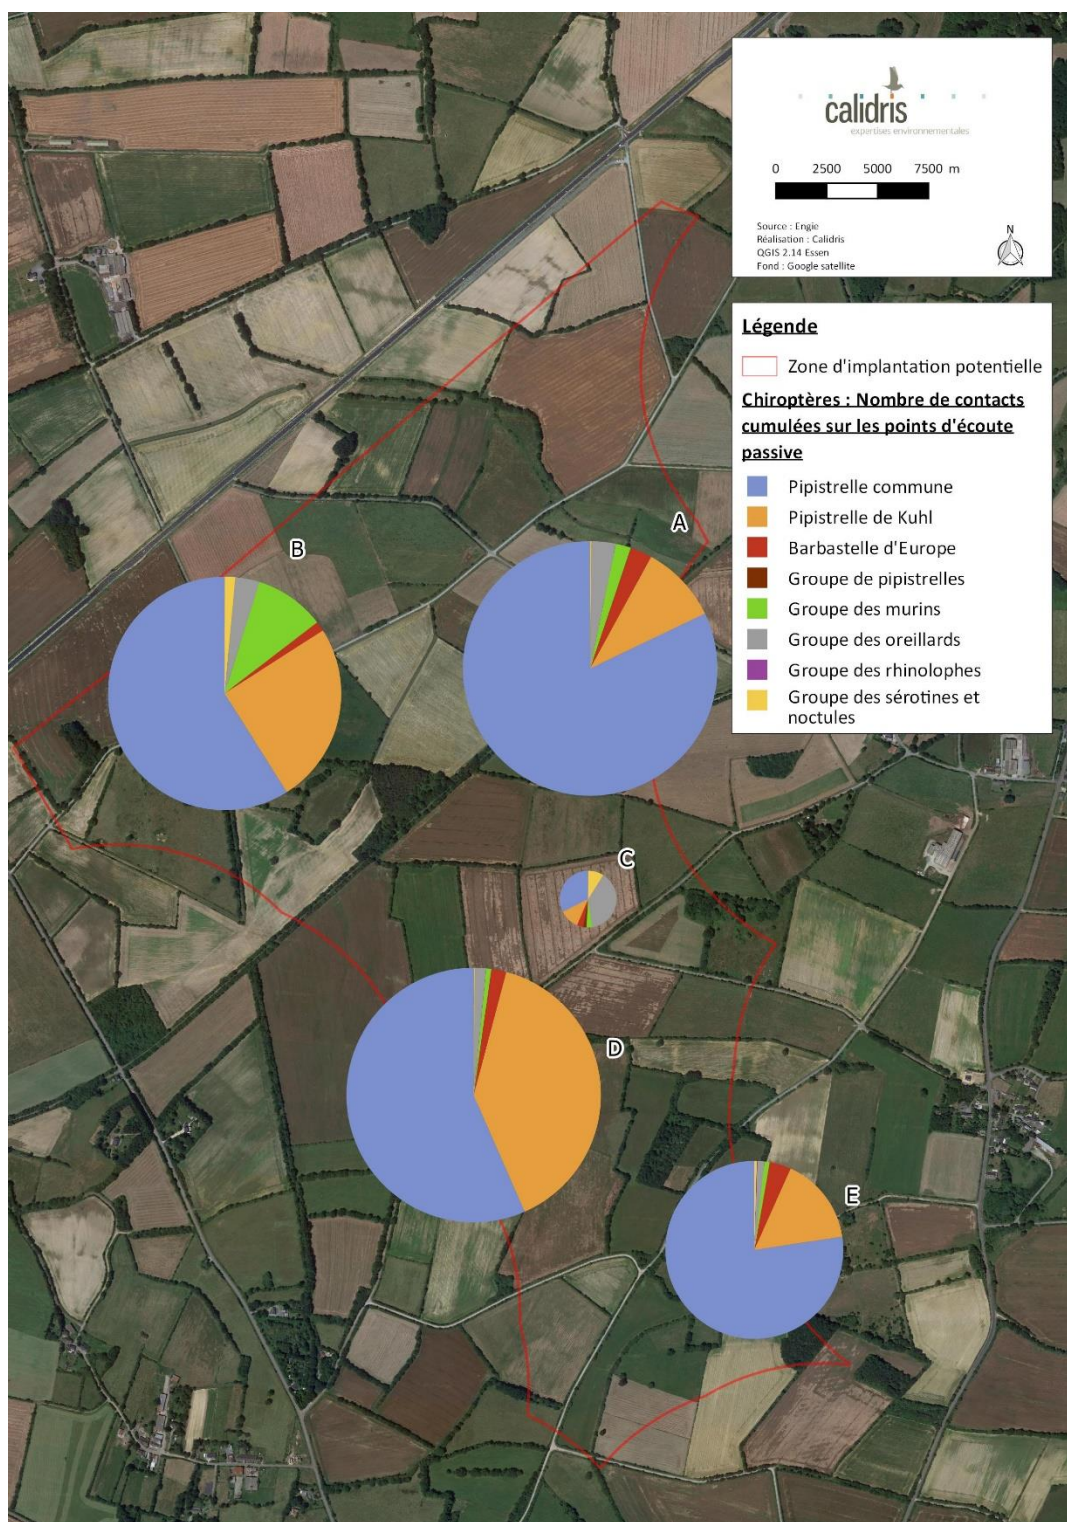 calidris
expertises environnementales
0 2500 5000 7500 m
Source : Engie
Réalisation : Calidris
QGIS 2.14 Essen
Fond : Google satellite
N
Légende
Zone d'implantation potentielle
Chiroptères : Nombre de contacts
cumulées sur les points d'écoute
passive
Pipistrelle commune
Pipistrelle de Kuhl
Barbastelle d'Europe
Groupe de pipistrelles
Groupe des murins
Groupe des oreillards
Groupe des rhinolophes
Groupe des sérotines et
noctules
A
B
C
D
E